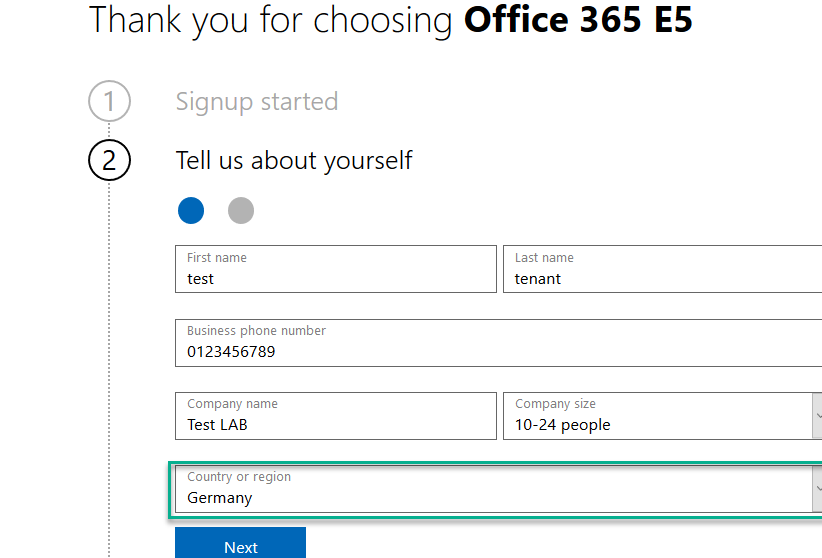 Thank you for choosing Office 365 E5
1 Signup started
2 Tell us about yourself
First name Last name
test tenant
Business phone number
0123456789
Company name Company size
Test LAB 10-24 people
Country or region
Germany
Next